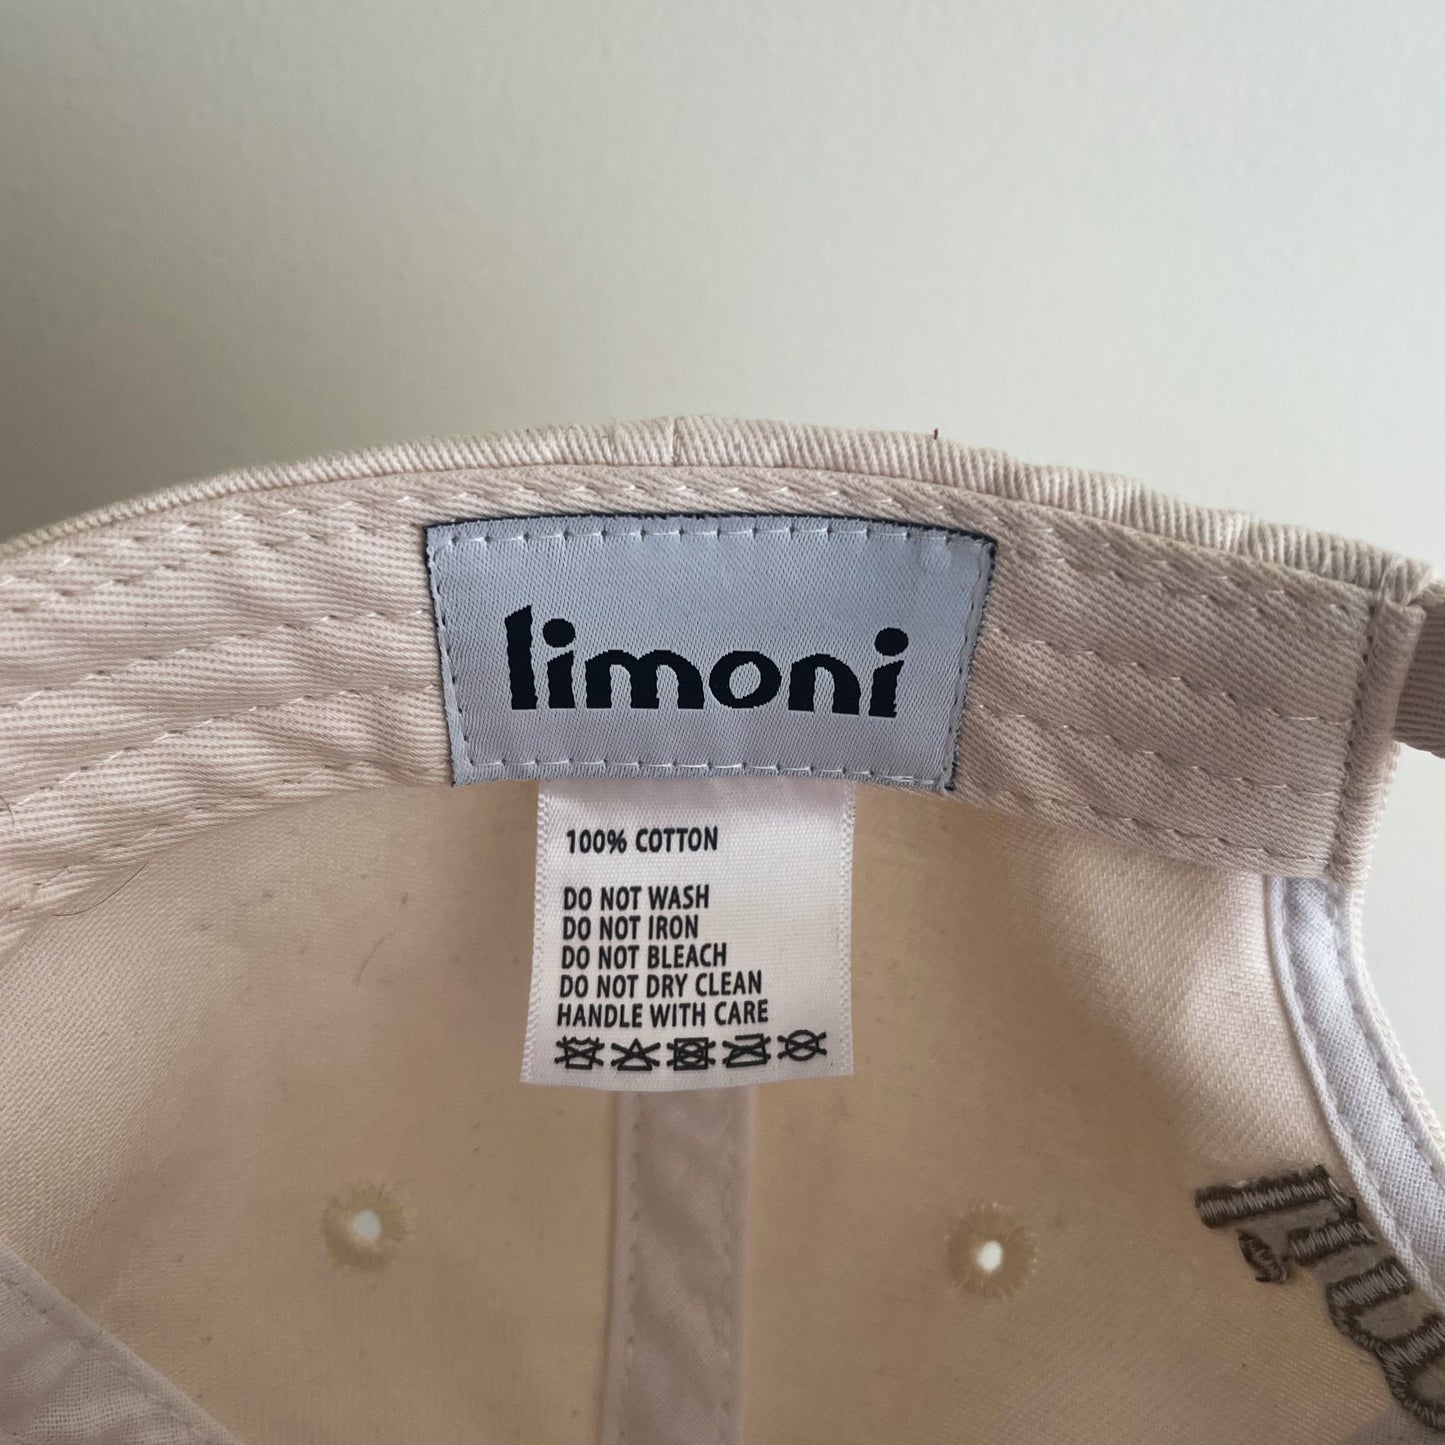 limoni
100% COTTON
DO NOT WASH
DO NOT IRON
DO NOT BLEACH
DO NOT DRY CLEAN
HANDLE WITH CARE